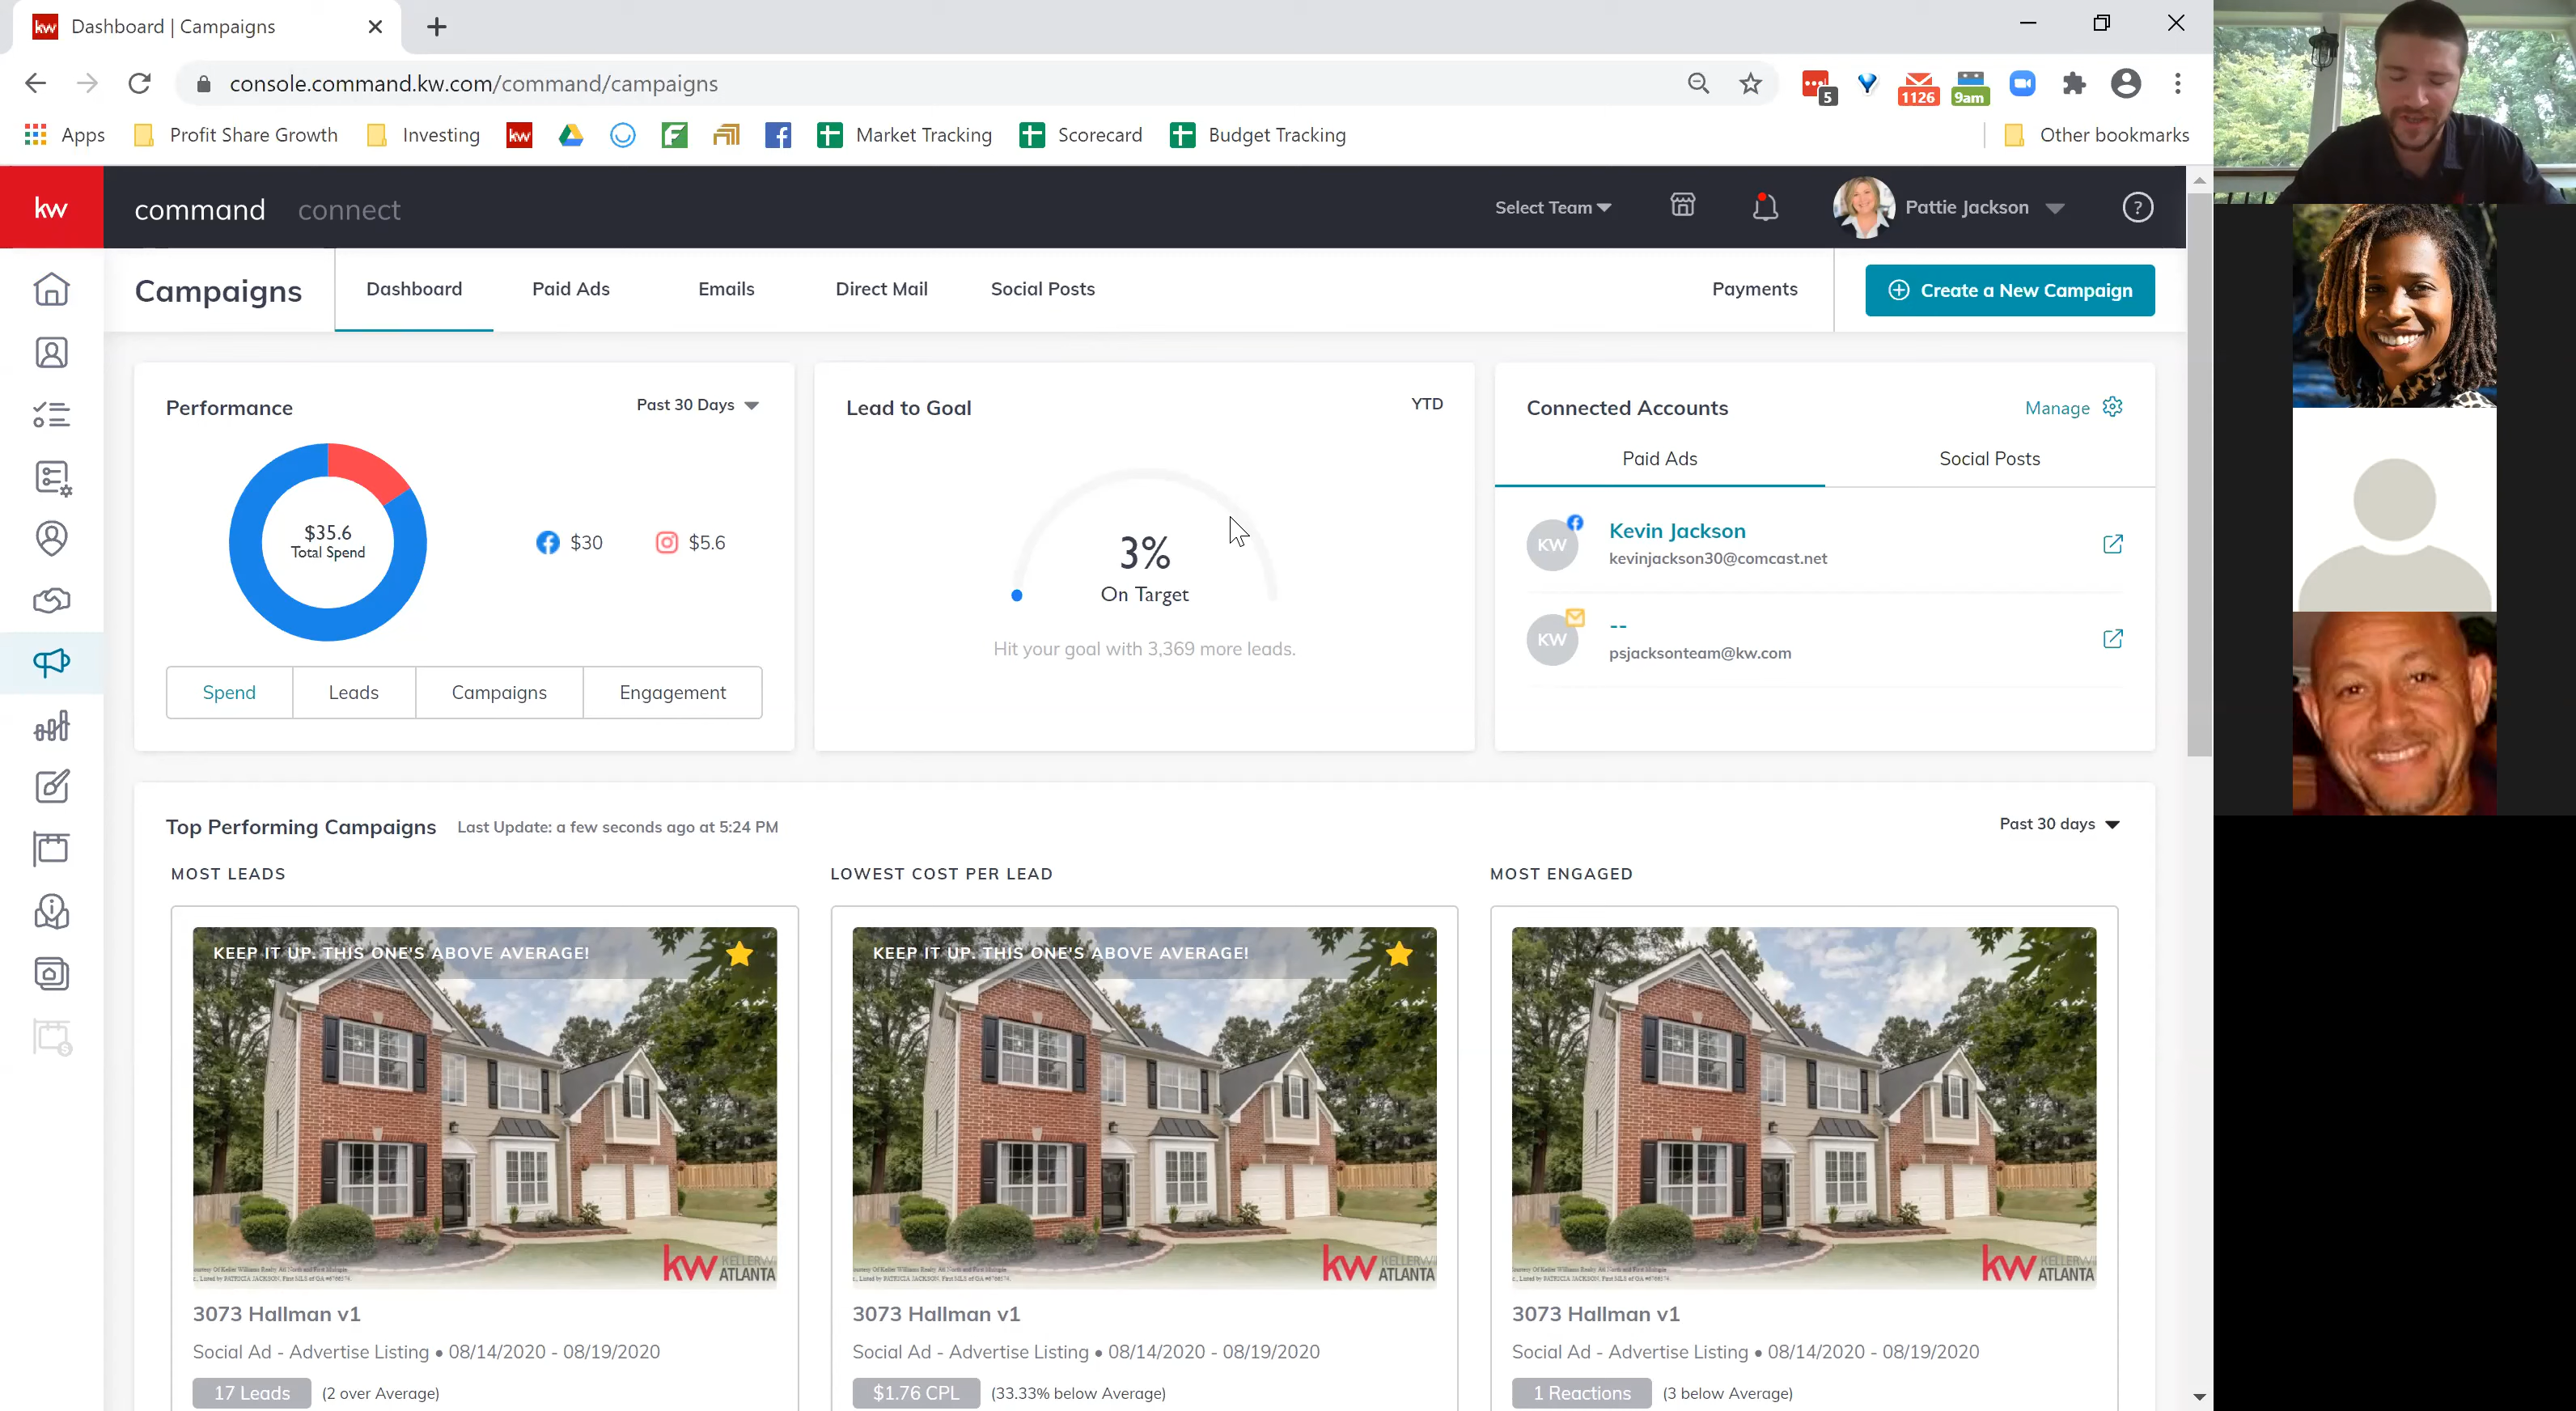 kw Dashboard | Campaigns
console.command.kw.com/command/campaigns
5 1126 9am
Apps Profit Share Growth Investing kw Market Tracking Scorecard Budget Tracking Other bookmarks
kw command connect Select Team Pattie Jackson ?
Campaigns Dashboard Paid Ads Emails Direct Mail Social Posts Payments Create a New Campaign
Performance Past 30 Days
$35.6
Total Spend
$30 $5.6
Spend Leads Campaigns Engagement
Lead to Goal YTD
3%
On Target
Hit your goal with 3,369 more leads.
Connected Accounts Manage
Paid Ads Social Posts
KW Kevin Jackson
kevinjackson30@comcast.net
KW --
psjacksonteam@kw.com
Top Performing Campaigns Last Update: a few seconds ago at 5:24 PM Past 30 days
MOST LEADS
KEEP IT UP. THIS ONE'S ABOVE AVERAGE!
kw KELLERWI
ATLANTA
3073 Hallman v1
Social Ad - Advertise Listing • 08/14/2020 - 08/19/2020
17 Leads (2 over Average)
LOWEST COST PER LEAD
KEEP IT UP. THIS ONE'S ABOVE AVERAGE!
kw KELLERWI
ATLANTA
3073 Hallman v1
Social Ad - Advertise Listing • 08/14/2020 - 08/19/2020
$1.76 CPL (33.33% below Average)
MOST ENGAGED
kw KELLERWI
ATLANTA
3073 Hallman v1
Social Ad - Advertise Listing • 08/14/2020 - 08/19/2020
1 Reactions (3 below Average)